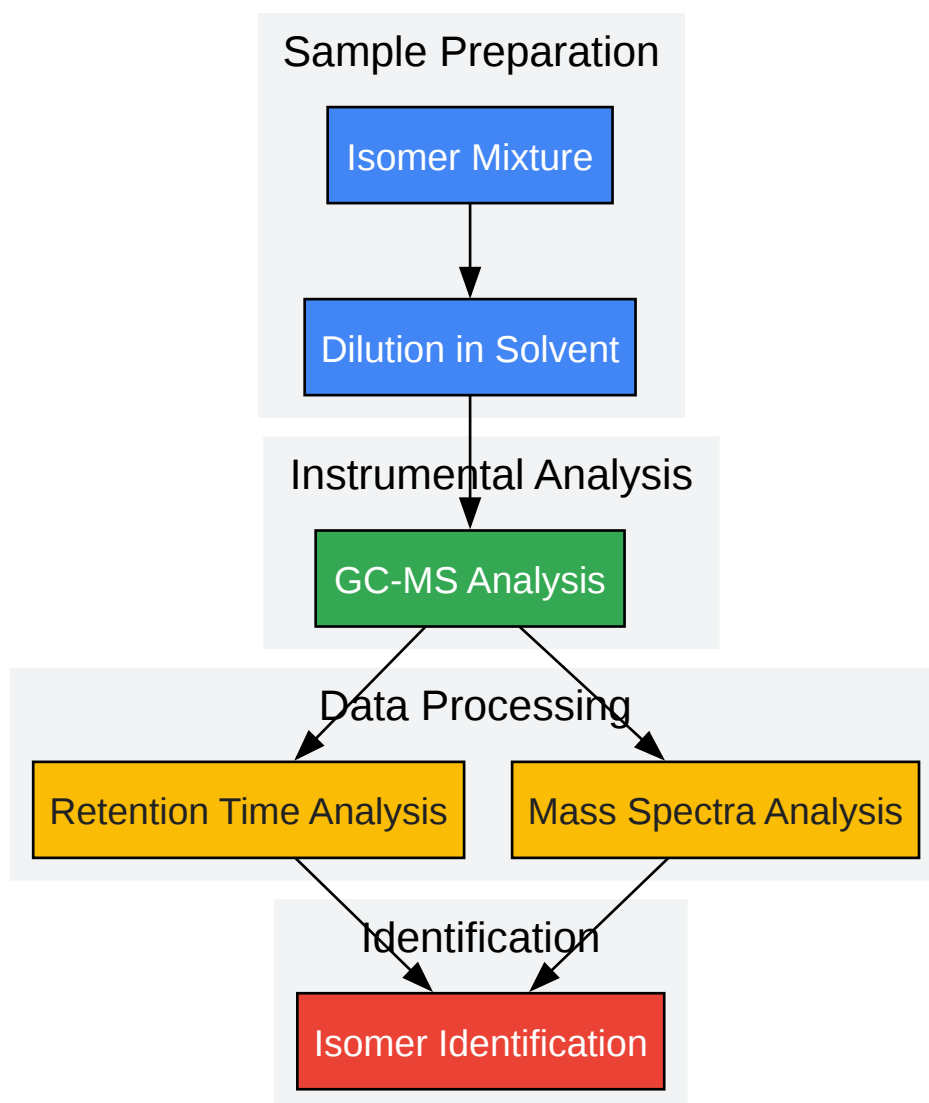 Sample Preparation
Isomer Mixture
Dilution in Solvent
Instrumental Analysis
GC-MS Analysis
Data Processing
Retention Time Analysis
Mass Spectra Analysis
Identification
Isomer Identification